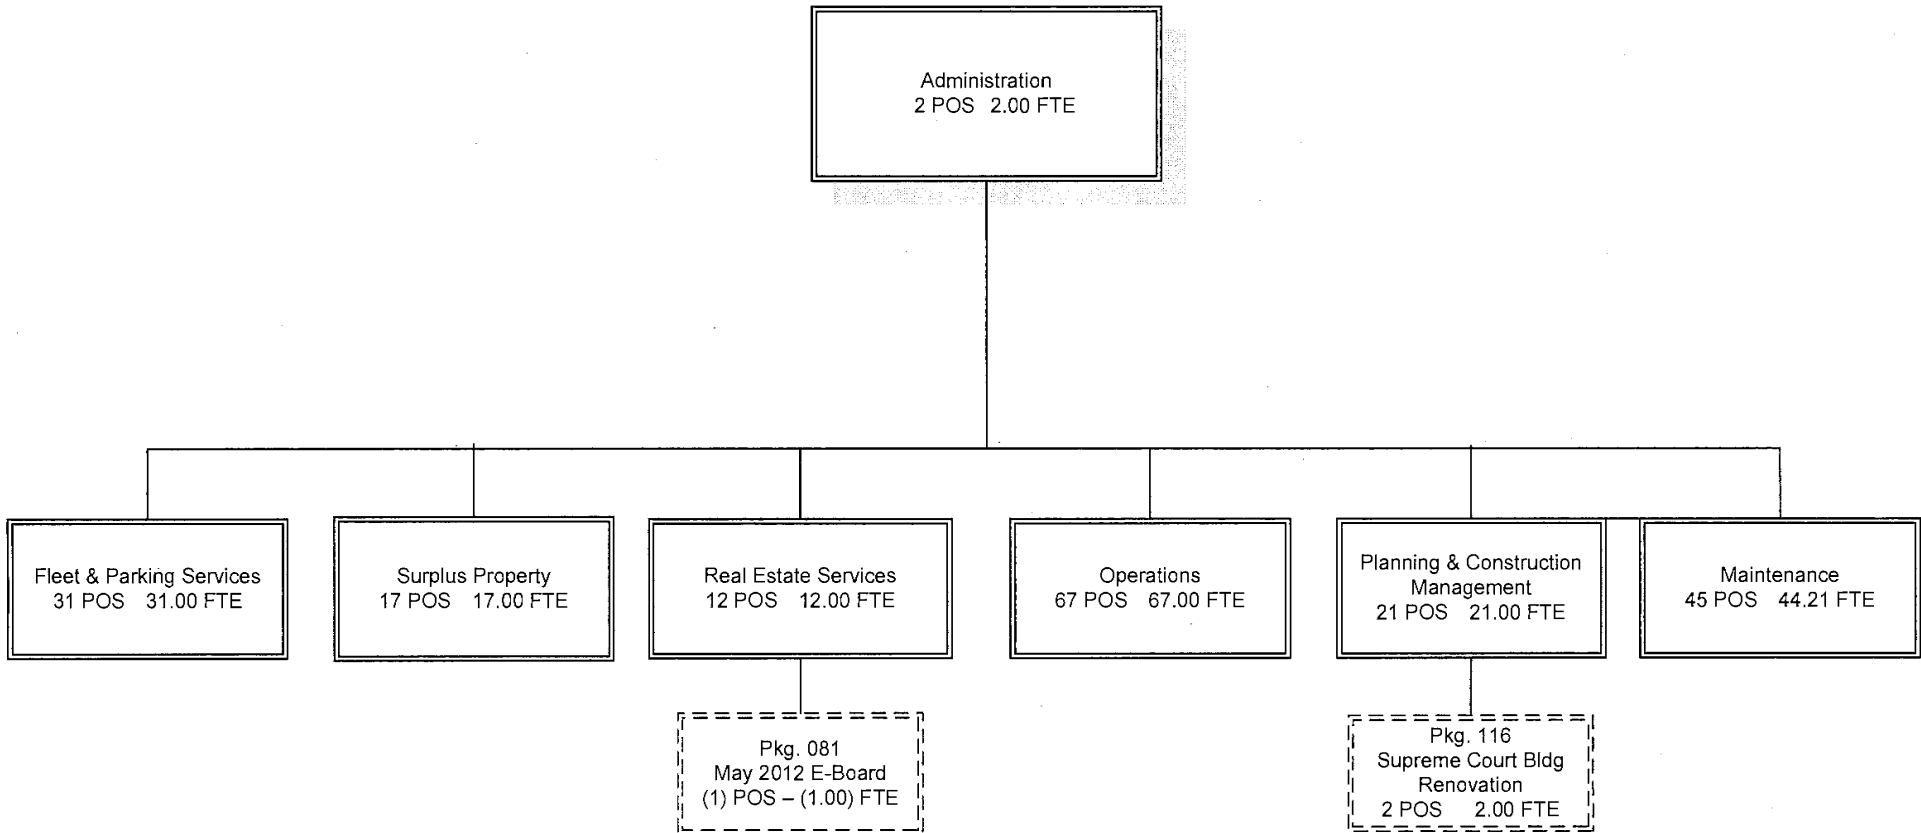 Administration
2 POS 2.00 FTE
Fleet & Parking Services
31 POS 31.00 FTE
Surplus Property
17 POS 17.00 FTE
Real Estate Services
12 POS 12.00 FTE
Operations
67 POS 67.00 FTE
Planning & Construction
Management
21 POS 21.00 FTE
Maintenance
45 POS 44.21 FTE
Pkg. 081
May 2012 E-Board
(1) POS – (1.00) FTE
Pkg. 116
Supreme Court Bldg
Renovation
2 POS 2.00 FTE